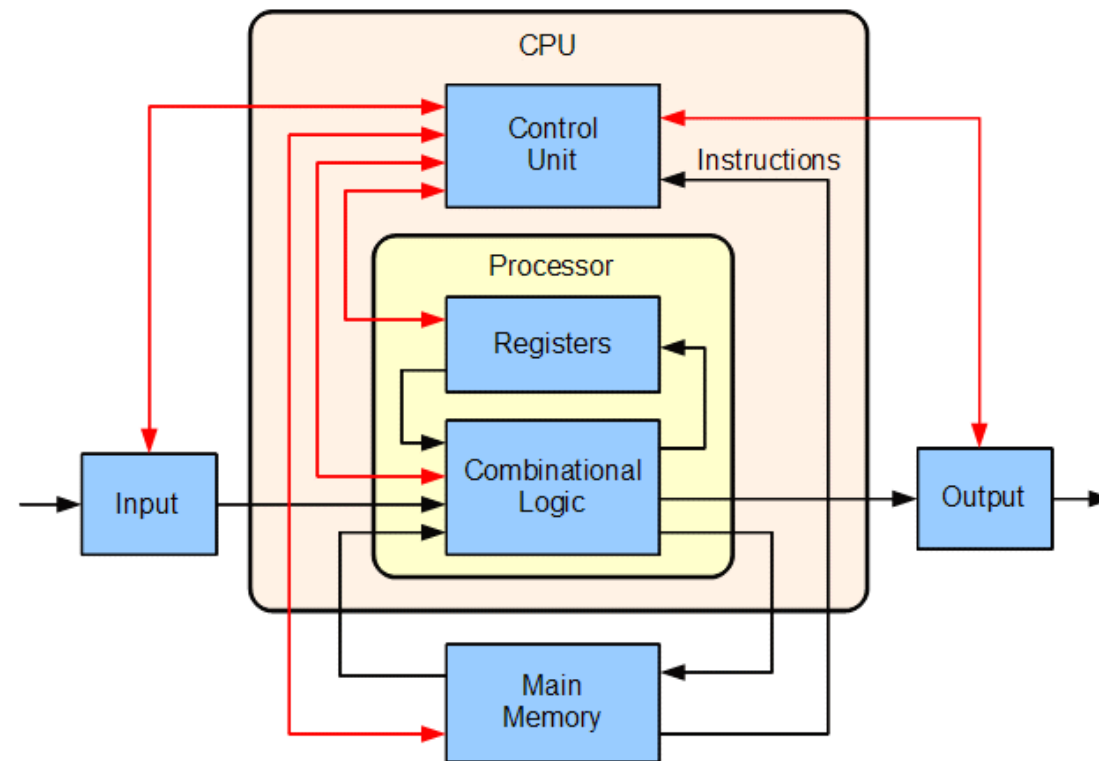 CPU
Control
Unit
Instructions
Processor
Registers
Combinational
Logic
Input
Output
Main
Memory